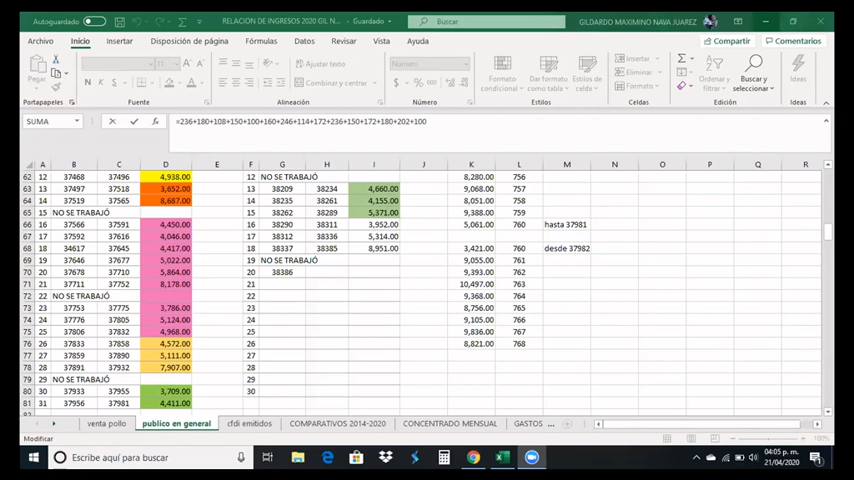 Autoguardado RELACION DE INGRESOS 2020 GIL N... - Guardado Buscar GILDARDO MAXIMINO NAVA JUAREZ
Archivo Inicio Insertar Disposición de página Fórmulas Datos Revisar Vista Ayuda Compartir Comentarios
Pegar N K S 11 Ajustar texto Combinar y centrar $ % 000 Formato condicional Dar formato como tabla Estilos de celda Insertar Eliminar Formato Ordenar y filtrar Buscar y seleccionar Ideas
Portapapeles Fuente Alineación Número Estilos Celdas Edición Ideas
SUMA fx =236+180+108+150+100+160+246+114+172+236+150+172+180+202+100
A B C D E F G H I J K L M N O P Q R
62 12 37468 37496 4,938.00 12 NO SE TRABAJÓ 8,280.00 756
63 13 37497 37518 3,652.00 13 38209 38234 4,660.00 9,068.00 757
64 14 37519 37565 8,687.00 14 38235 38261 4,155.00 8,051.00 758
65 15 NO SE TRABAJÓ 15 38262 38289 5,371.00 9,388.00 759
66 16 37566 37591 4,450.00 16 38290 38311 3,952.00 5,061.00 760 hasta 37981
67 17 37592 37616 4,046.00 17 38312 38336 5,314.00
68 18 34617 37645 4,417.00 18 38337 38385 8,951.00 3,421.00 760 desde 37982
69 19 37646 37677 5,022.00 19 NO SE TRABAJÓ 9,055.00 761
70 20 37678 37710 5,864.00 20 38386 9,393.00 762
71 21 37711 37752 8,178.00 21 10,497.00 763
72 22 NO SE TRABAJÓ 22 9,368.00 764
73 23 37753 37775 3,786.00 23 8,756.00 765
74 24 37776 37805 5,124.00 24 9,105.00 766
75 25 37806 37832 4,968.00 25 9,836.00 767
76 26 37833 37858 4,572.00 26 8,821.00 768
77 27 37859 37890 5,111.00 27
78 28 37891 37932 7,907.00 28
79 29 NO SE TRABAJÓ 29
80 30 37933 37955 3,709.00 30
81 31 37956 37981 4,411.00
venta pollo publico en general cfdi emitidos COMPARATIVOS 2014-2020 CONCENTRADO MENSUAL GASTOS ...
Modificar 100%
Escribe aquí para buscar 04:05 p. m.
21/04/2020